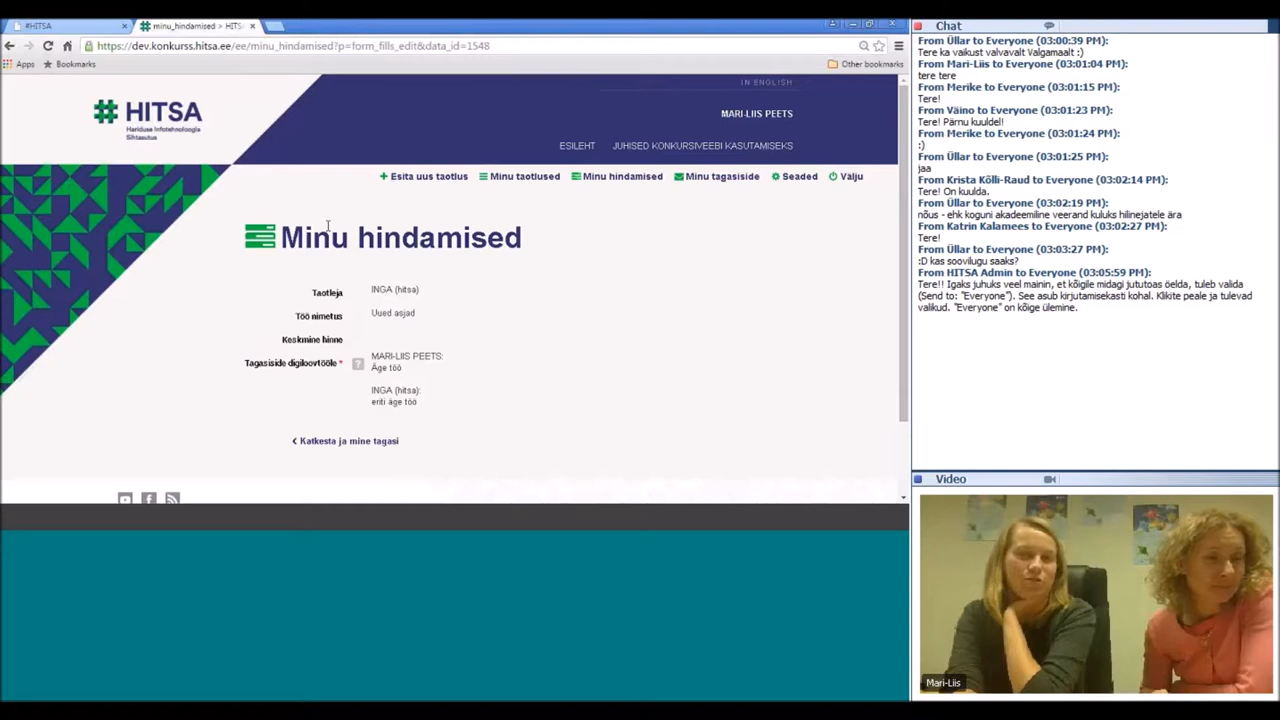 #HITSA
minu_hindamised > HITS
https://dev.konkurss.hitsa.ee/ee/minu_hindamised?p=form_fills_edit&data_id=1548
Apps
Bookmarks
Other bookmarks
IN ENGLISH
HITSA
Hariduse Infotehnoloogia
Sihtasutus
MARI-LIIS PEETS
ESILEHT JUHISED KONKURSIVEEBI KASUTAMISEKS
Esita uus taotlus Minu taotlused Minu hindamised Minu tagasiside Seaded Välju
Minu hindamised
Taotleja INGA (hitsa)
Töö nimetus Uued asjad
Keskmine hinne
Tagasiside digiloovtööle * ? MARI-LIIS PEETS:
Äge töö
INGA (hitsa):
eriti äge töö
Katkesta ja mine tagasi
Chat
From Üllar to Everyone (03:00:39 PM):
Tere ka vaikust valvavalt Valgamaalt :)
From Mari-Liis to Everyone (03:01:04 PM):
tere tere
From Merike to Everyone (03:01:15 PM):
Tere!
From Väino to Everyone (03:01:23 PM):
Tere! Pärnu kuuldel!
From Merike to Everyone (03:01:24 PM):
:)
From Üllar to Everyone (03:01:25 PM):
jaa
From Krista Kõlli-Raud to Everyone (03:02:14 PM):
Tere! On kuulda.
From Üllar to Everyone (03:02:19 PM):
nõus - ehk koguni akadeemiline veerand kuluks hilinejatele ära
From Katrin Kalamees to Everyone (03:02:27 PM):
Tere!
From Üllar to Everyone (03:03:27 PM):
:D kas soovilugu saaks?
From HITSA Admin to Everyone (03:05:59 PM):
Tere!! Igaks juhuks veel mainin, et kõigile midagi jututoas öelda, tuleb valida
(Send to: "Everyone"). See asub kirjutamisekasti kohal. Klikite peale ja tulevad
valikud. "Everyone" on kõige ülemine.
Video
Mari-Liis